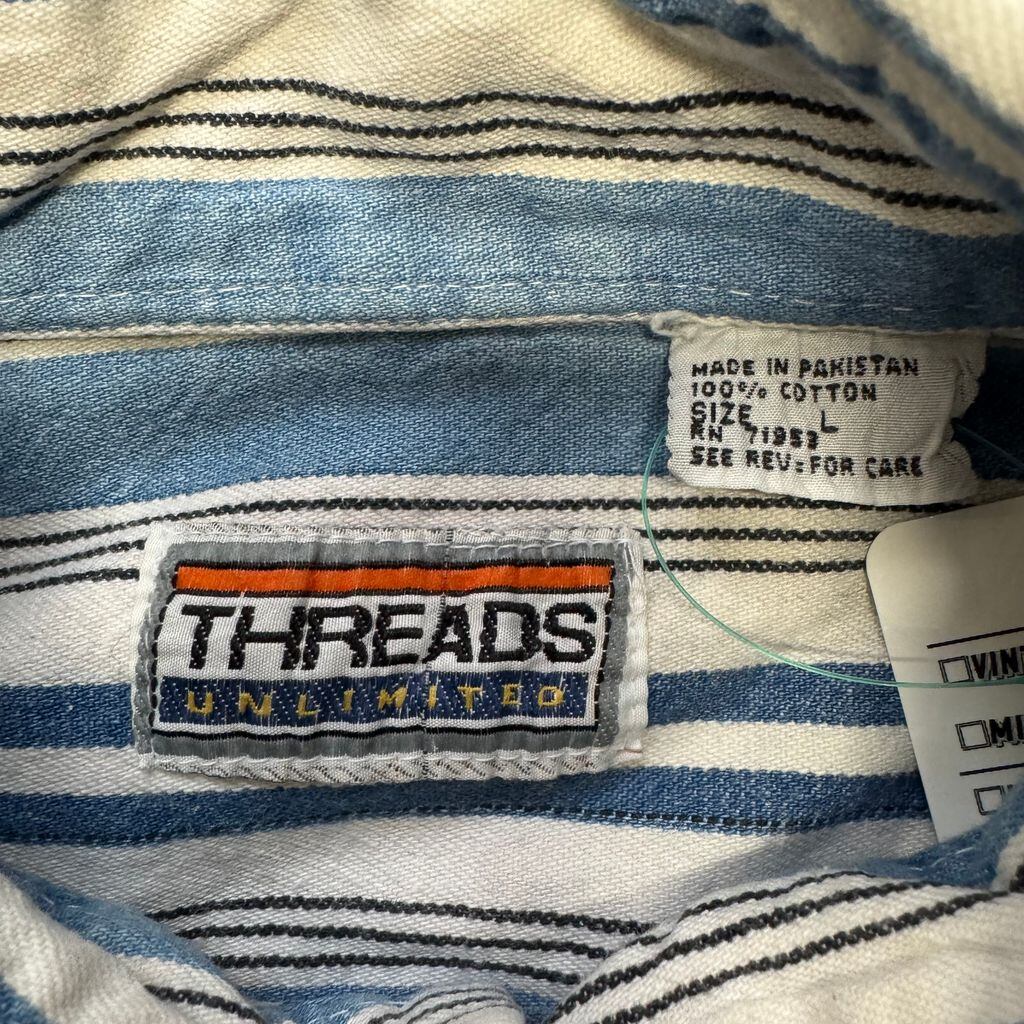 MADE IN PAKISTAN
100% COTTON
SIZE L
RN 71953
SEE REV: FOR CARE
THREADS
UNLIMITED